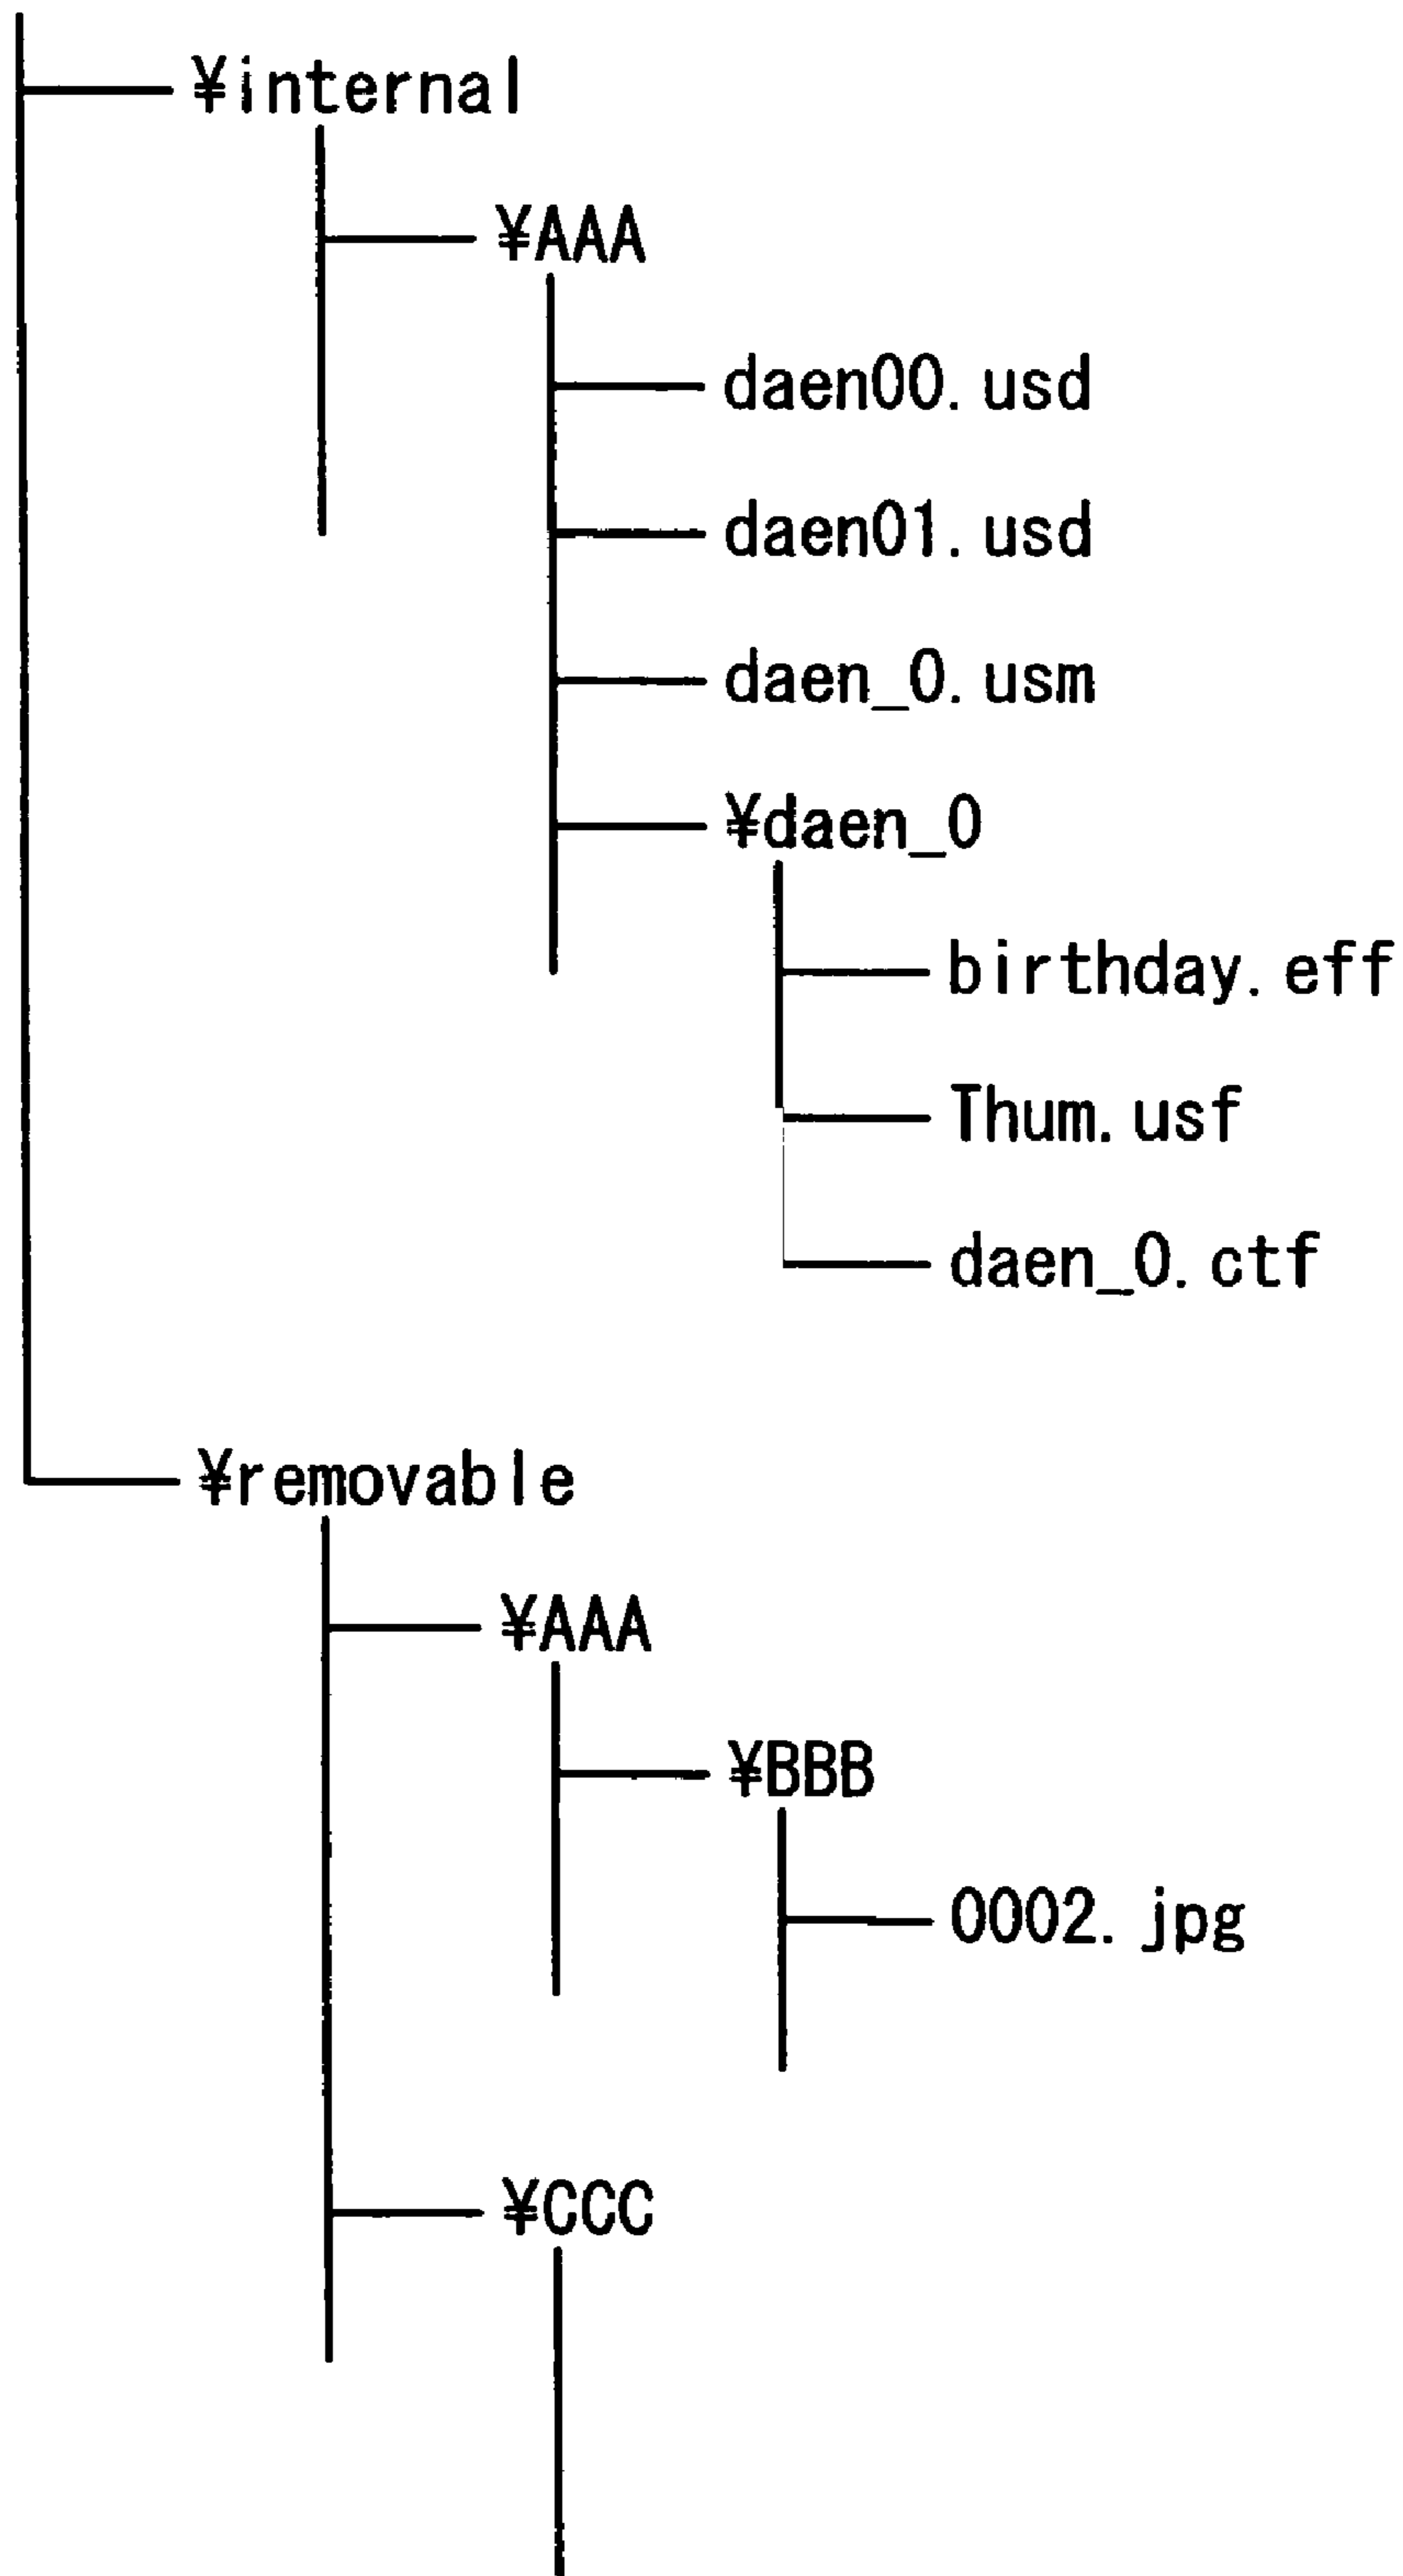 ¥internal
¥AAA
daen00.usd
daen01.usd
daen_0.usm
¥daen_0
birthday.eff
Thum.usf
daen_0.ctf
¥removable
¥AAA
¥BBB
0002.jpg
¥CCC